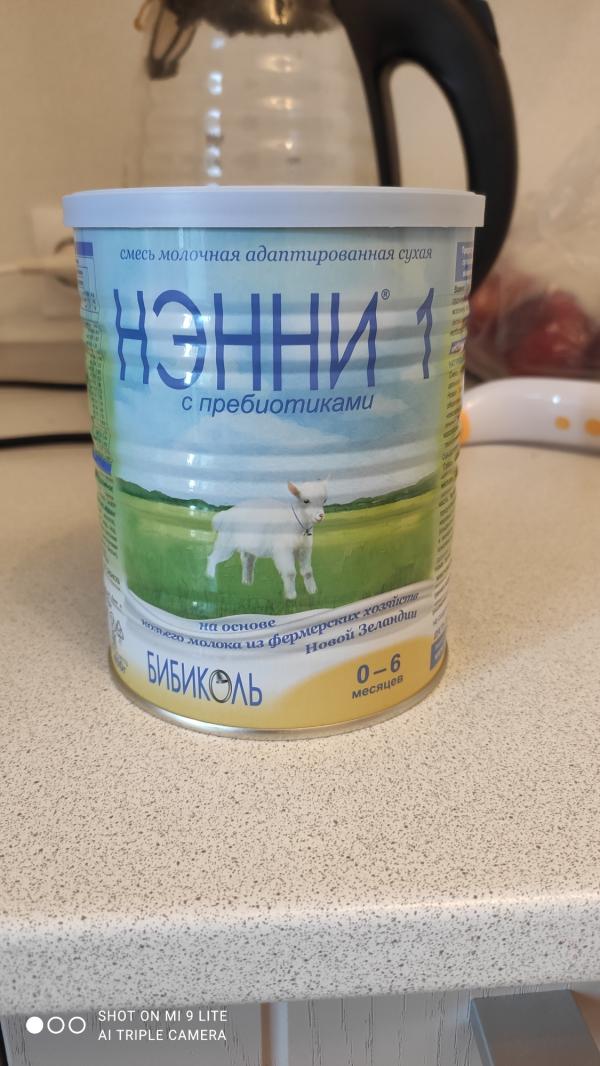 смесь молочная адаптированная сухая
НЭННИ® 1
с пребиотиками
на основе
козьего молока из фермерских хозяйств
Новой Зеландии
БИБИКОЛЬ
0–6
месяцев
SHOT ON MI 9 LITE
AI TRIPLE CAMERA